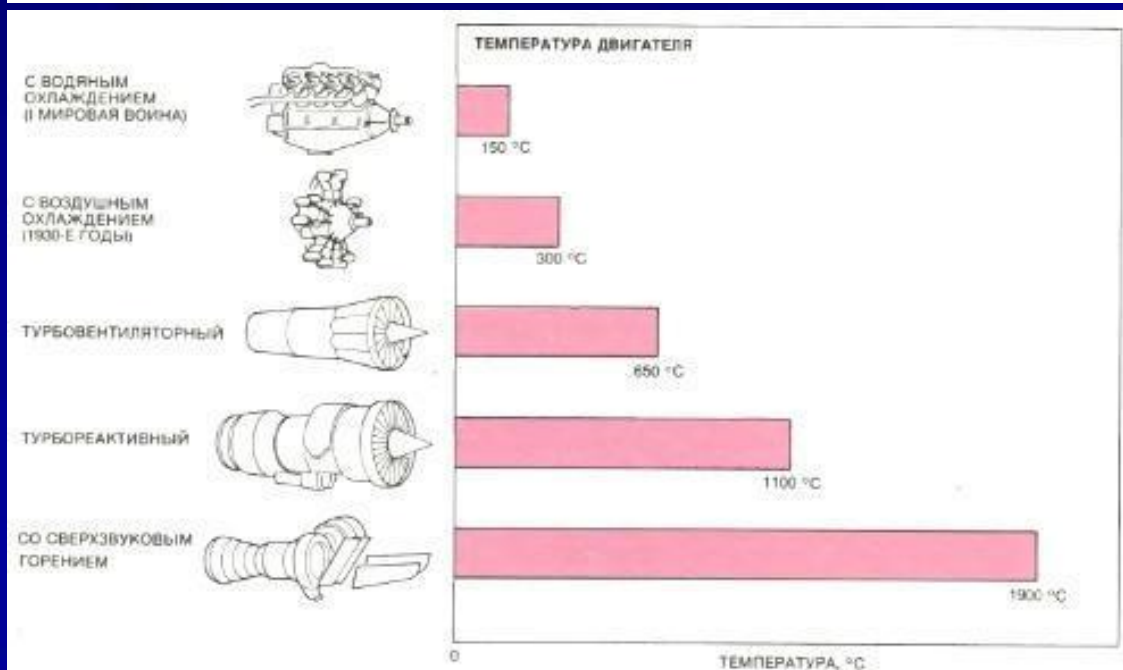 ТЕМПЕРАТУРА ДВИГАТЕЛЯ
С ВОДЯНЫМ
ОХЛАЖДЕНИЕМ
(I МИРОВАЯ ВОЙНА)
150 °C
С ВОЗДУШНЫМ
ОХЛАЖДЕНИЕМ
(1930-Е ГОДЫ)
300 °C
ТУРБОВЕНТИЛЯТОРНЫЙ
650 °C
ТУРБОРЕАКТИВНЫЙ
1100 °C
СО СВЕРХЗВУКОВЫМ
ГОРЕНИЕМ
1900 °C
0
ТЕМПЕРАТУРА, °C